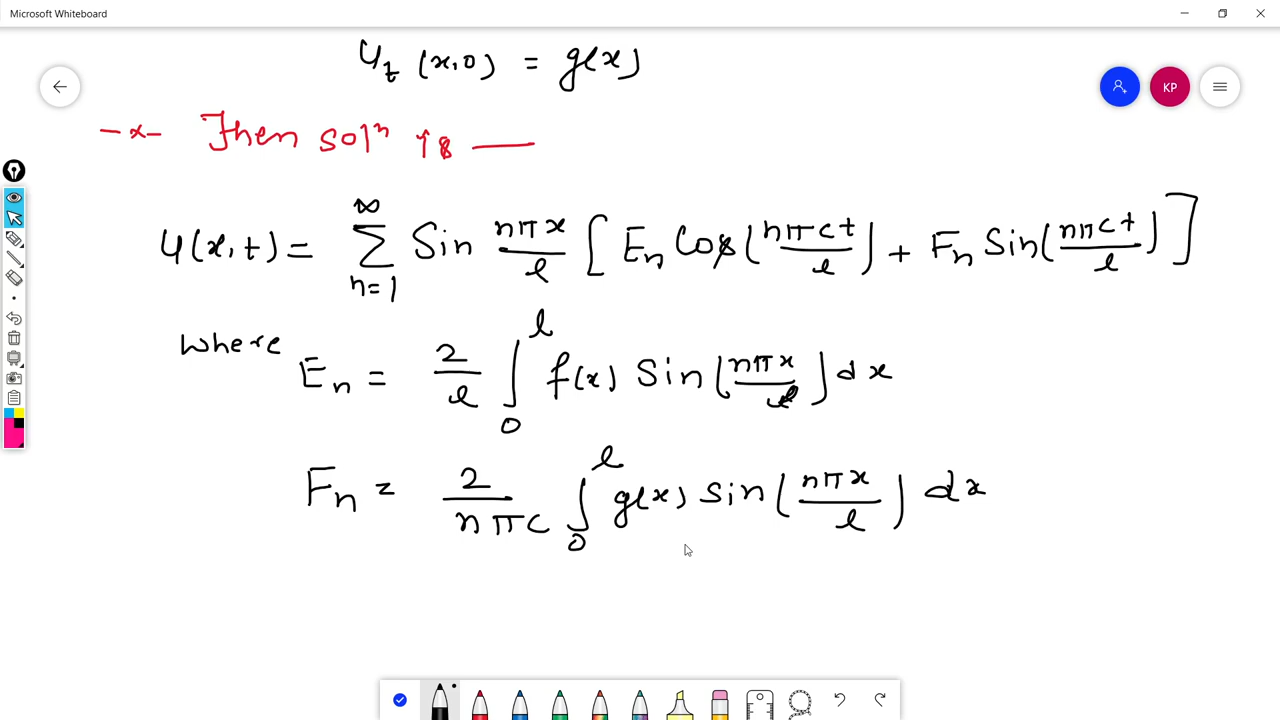 Microsoft Whiteboard
U_t (x,0) = g(x)
KP
-x- Then solⁿ is —
u(x,t) = ∑_{n=1}^{∞} Sin nπx/l [ E_n Cos(nπct/l) + F_n Sin(nπct/l) ]
where
E_n = 2/l ∫_0^l f(x) Sin(nπx/l) dx
F_n = 2/nπc ∫_0^l g(x) sin(nπx/l) dx